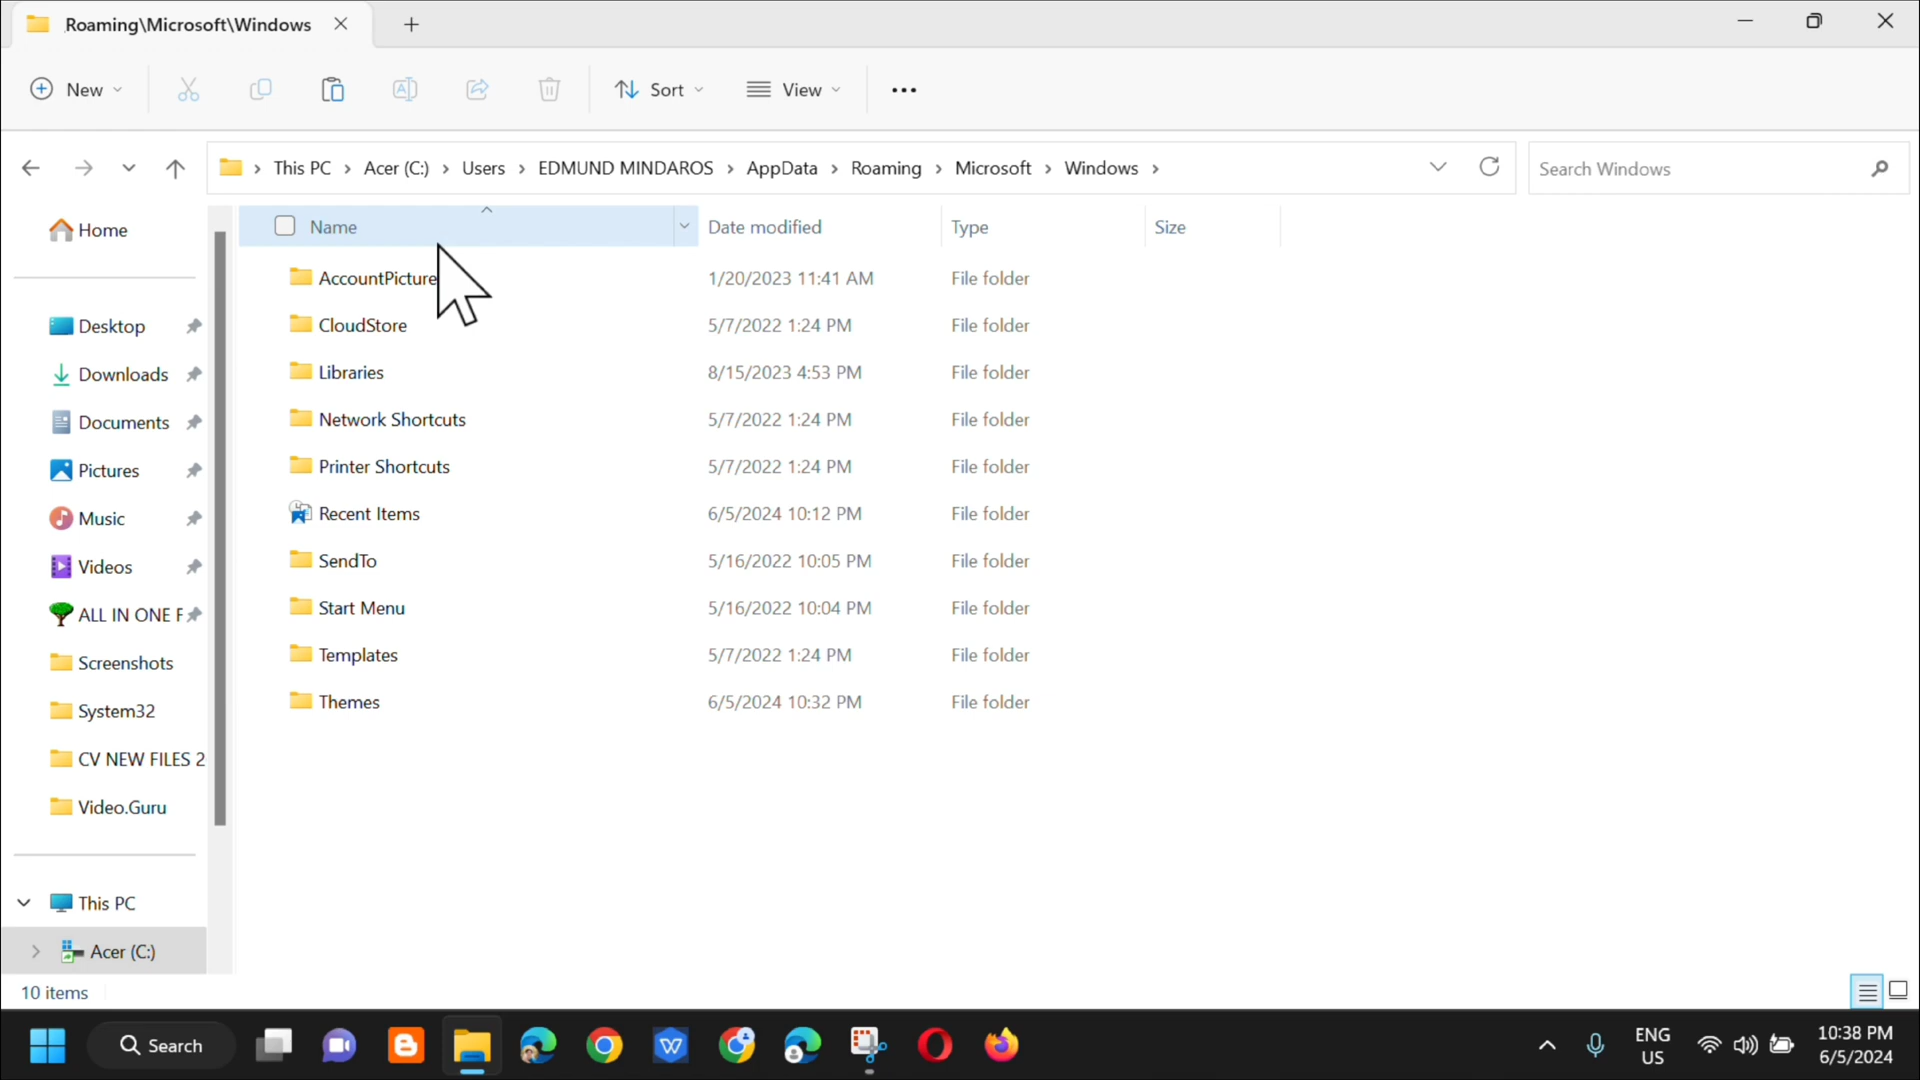 Roaming\Microsoft\Windows
New
Sort
View
This PC > Acer (C:) > Users > EDMUND MINDAROS > AppData > Roaming > Microsoft > Windows >
Search Windows
Name Date modified Type Size
AccountPicture 1/20/2023 11:41 AM File folder
CloudStore 5/7/2022 1:24 PM File folder
Libraries 8/15/2023 4:53 PM File folder
Network Shortcuts 5/7/2022 1:24 PM File folder
Printer Shortcuts 5/7/2022 1:24 PM File folder
Recent Items 6/5/2024 10:12 PM File folder
SendTo 5/16/2022 10:05 PM File folder
Start Menu 5/16/2022 10:04 PM File folder
Templates 5/7/2022 1:24 PM File folder
Themes 6/5/2024 10:32 PM File folder
Home
Desktop
Downloads
Documents
Pictures
Music
Videos
ALL IN ONE F
Screenshots
System32
CV NEW FILES 2
Video.Guru
This PC
Acer (C:)
10 items
Search
ENG
US
10:38 PM
6/5/2024